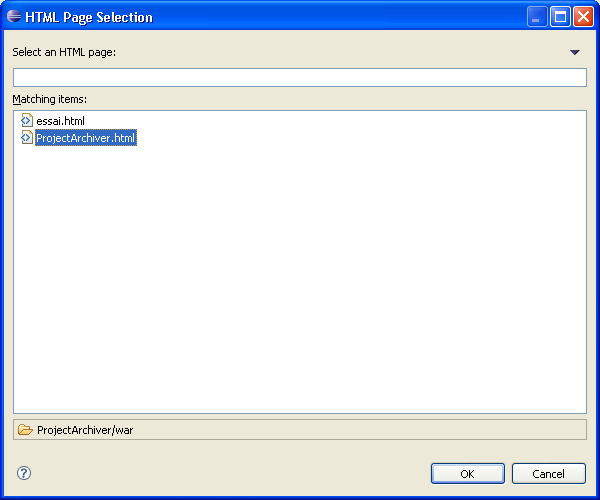 HTML Page Selection
Select an HTML page:
Matching items:
essai.html
ProjectArchiver.html
ProjectArchiver/war
?
OK Cancel